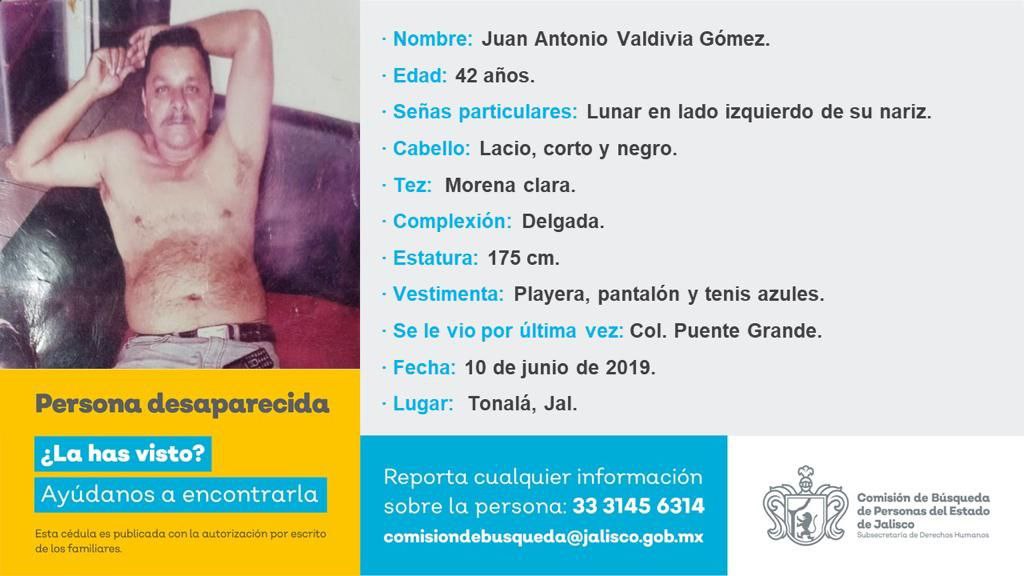 · Nombre: Juan Antonio Valdivia Gómez.
· Edad: 42 años.
· Señas particulares: Lunar en lado izquierdo de su nariz.
· Cabello: Lacio, corto y negro.
· Tez: Morena clara.
· Complexión: Delgada.
· Estatura: 175 cm.
· Vestimenta: Playera, pantalón y tenis azules.
· Se le vio por última vez: Col. Puente Grande.
· Fecha: 10 de junio de 2019.
· Lugar: Tonalá, Jal.
Persona desaparecida
¿La has visto?
Ayúdanos a encontrarla
Esta cédula es publicada con la autorización por escrito
de los familiares.
Reporta cualquier información
sobre la persona: 33 3145 6314
comisiondebusqueda@jalisco.gob.mx
Comisión de Búsqueda
de Personas del Estado
de Jalisco
Subsecretaría de Derechos Humanos